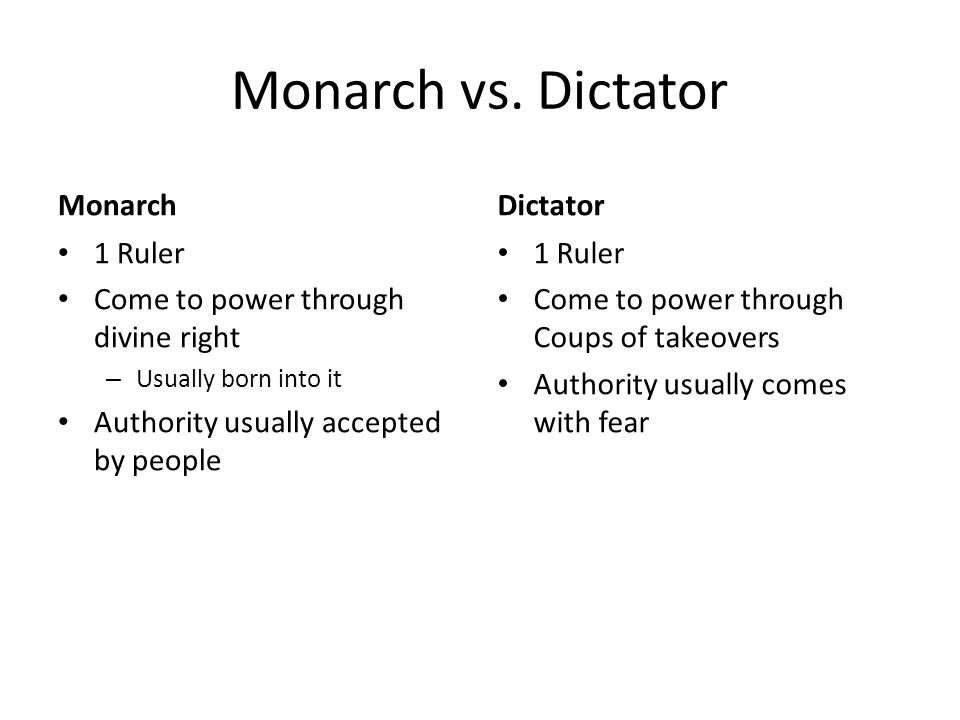 Monarch vs. Dictator
Monarch
• 1 Ruler
• Come to power through
divine right
– Usually born into it
• Authority usually accepted
by people
Dictator
• 1 Ruler
• Come to power through
Coups of takeovers
• Authority usually comes
with fear